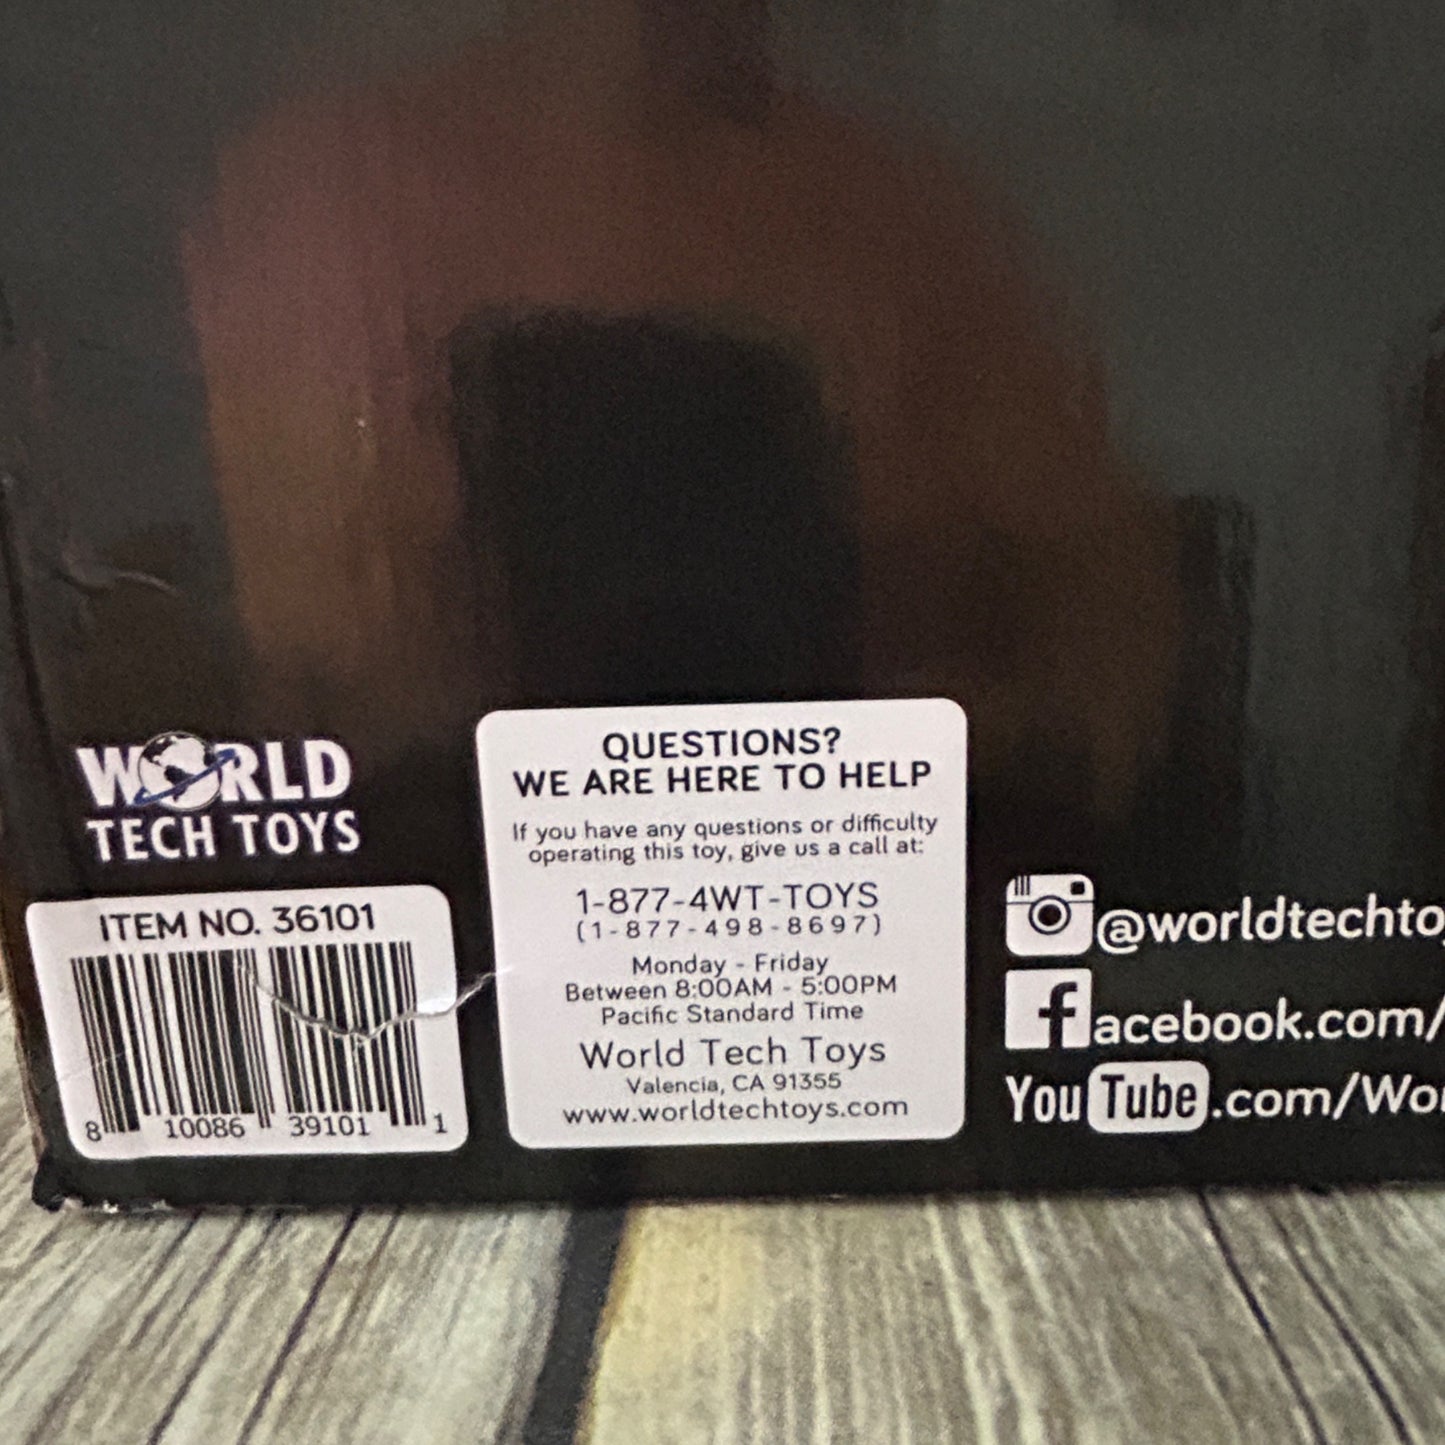 WORLD
TECH TOYS
ITEM NO. 36101
8 10086 39101 1
QUESTIONS?
WE ARE HERE TO HELP
If you have any questions or difficulty
operating this toy, give us a call at:
1-877-4WT-TOYS
(1-877-498-8697)
Monday - Friday
Between 8:00AM - 5:00PM
Pacific Standard Time
World Tech Toys
Valencia, CA 91355
www.worldtechtoys.com
@worldtechto
facebook.com/
YouTube.com/Wor